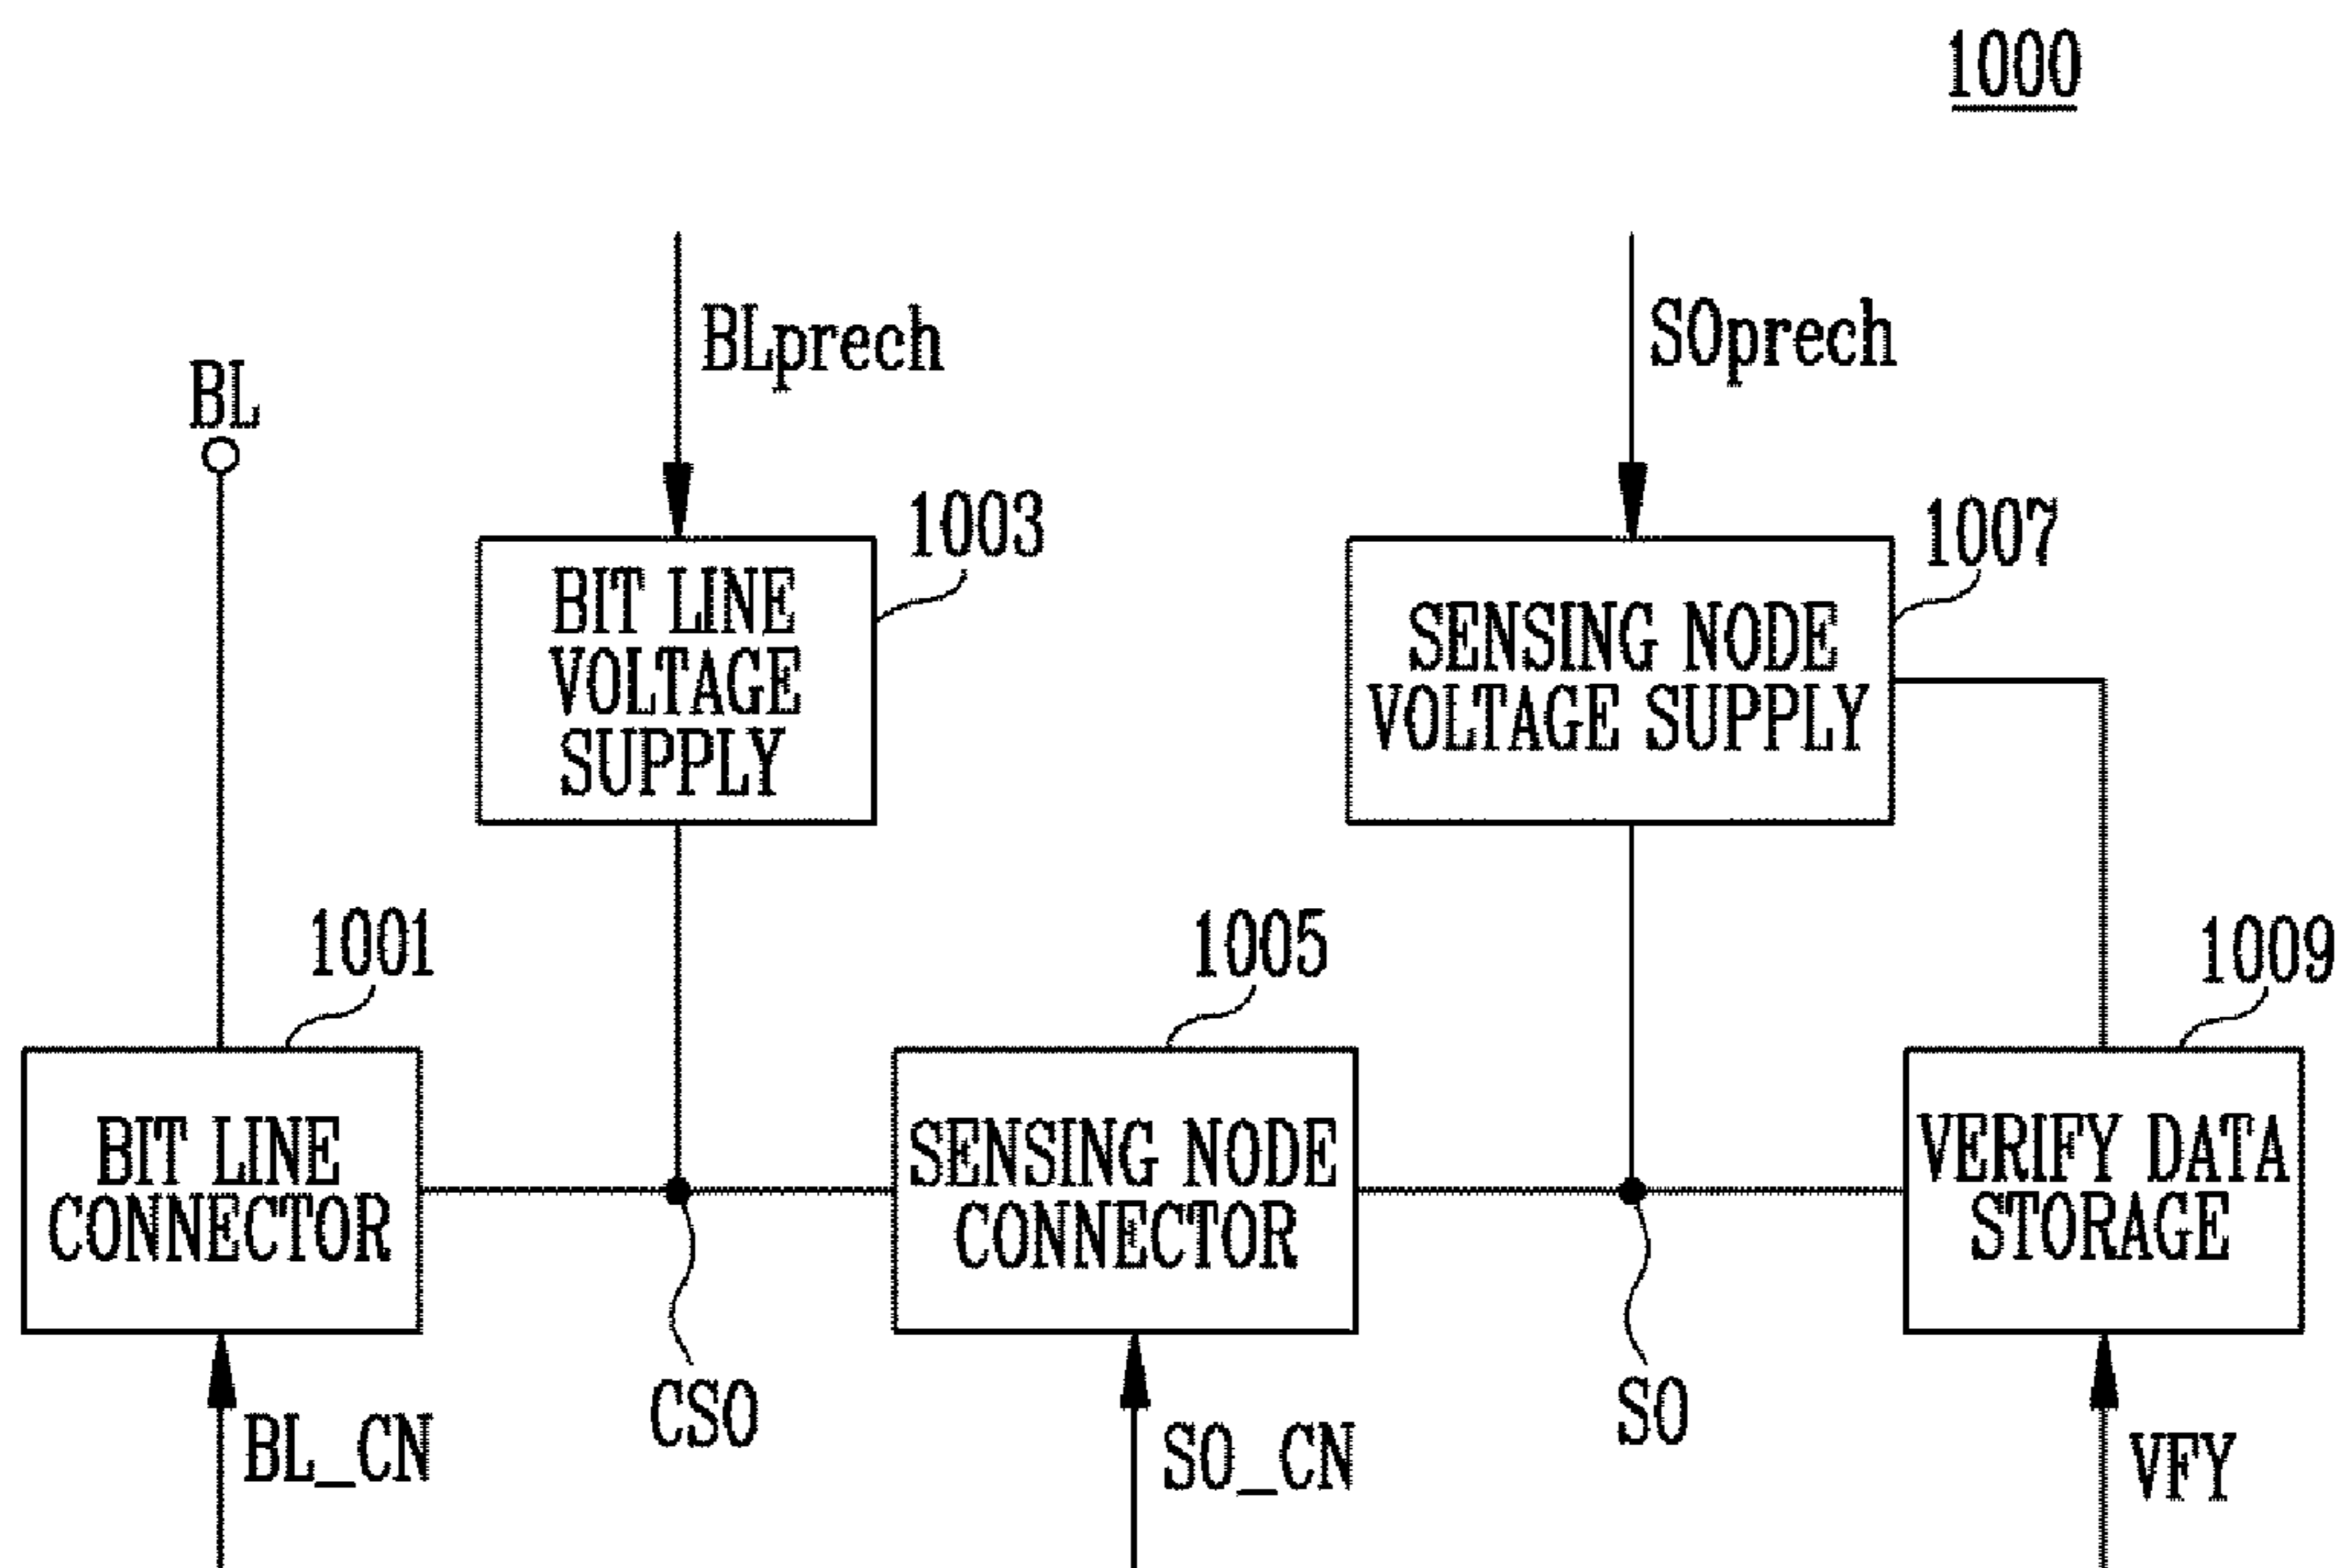 1000
BLprech
SOprech
BL
1003
1007
BIT LINE
VOLTAGE
SUPPLY
SENSING NODE
VOLTAGE SUPPLY
1001
1005
1009
BIT LINE
CONNECTOR
SENSING NODE
CONNECTOR
VERIFY DATA
STORAGE
CSO
SO
BL_CN
SO_CN
VFY